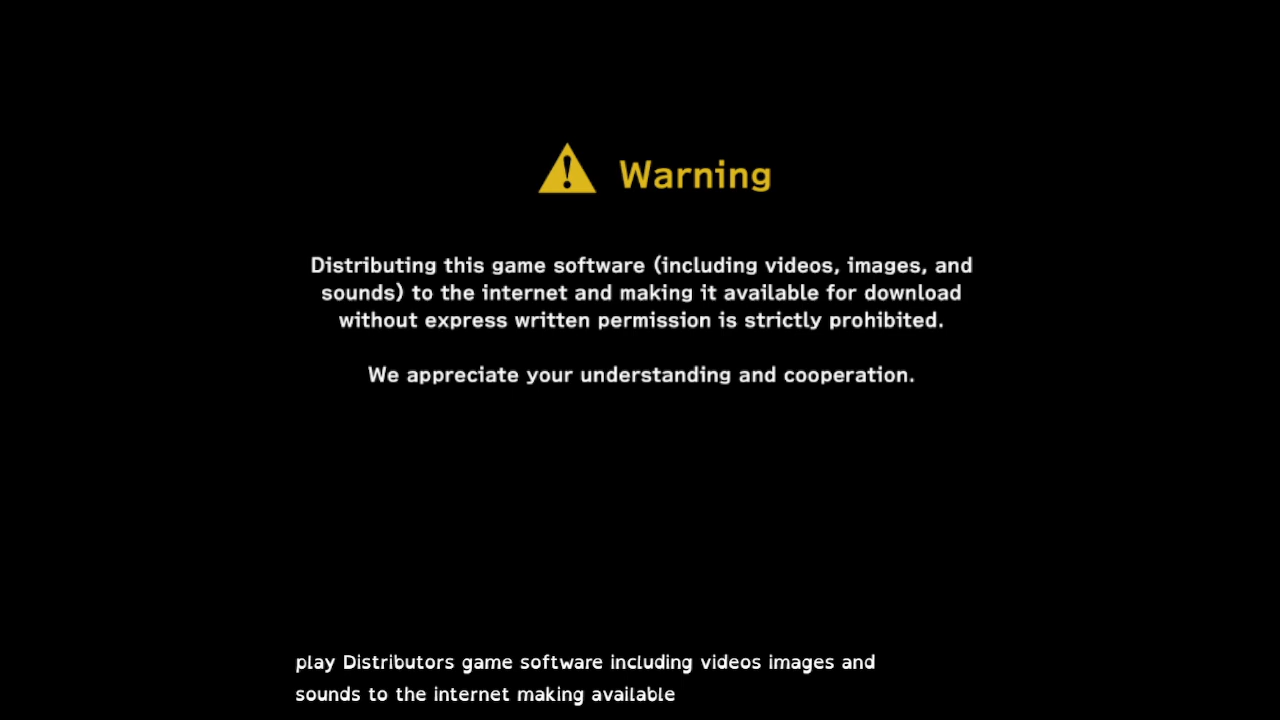 Warning
Distributing this game software (including videos, images, and
sounds) to the internet and making it available for download
without express written permission is strictly prohibited.
We appreciate your understanding and cooperation.
play Distributors game software including videos images and
sounds to the internet making available